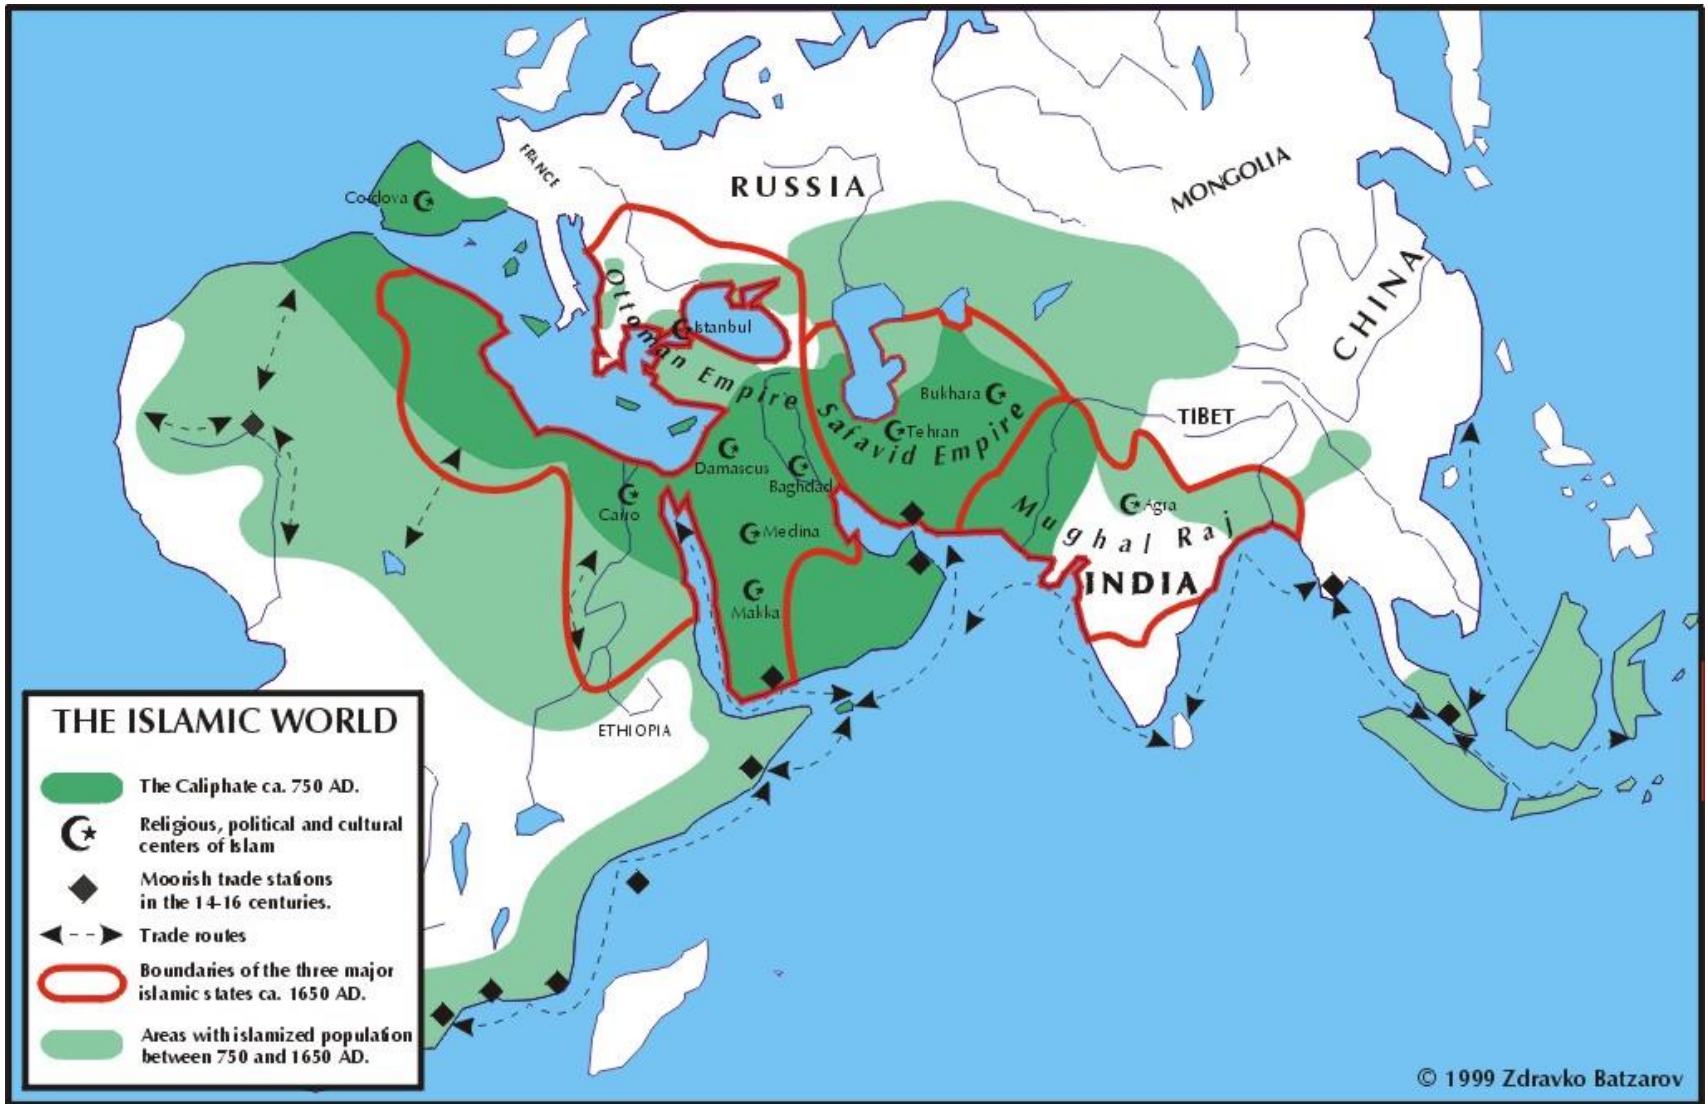 FRANCE
RUSSIA
MONGOLIA
Cordova
CHINA
Ottoman Empire
Istanbul
Bukhara
Tehran
Safavid Empire
TIBET
Damascus
Baghdad
Cairo
Medina
Agra
Mughal Raj
INDIA
Makka
ETHIOPIA
THE ISLAMIC WORLD
The Caliphate ca. 750 AD.
Religious, political and cultural
centers of Islam
Moorish trade stations
in the 14-16 centuries.
Trade routes
Boundaries of the three major
islamic states ca. 1650 AD.
Areas with islamized population
between 750 and 1650 AD.
© 1999 Zdravko Batzarov